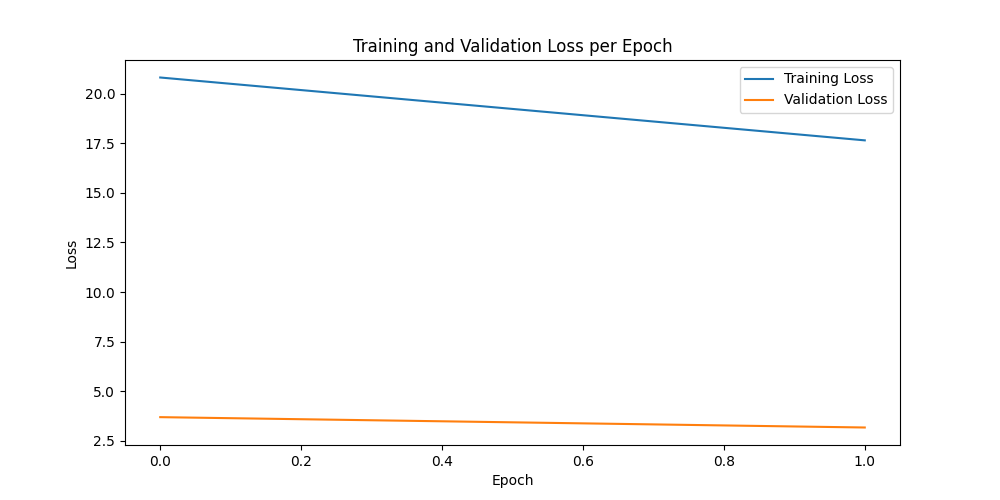 Training and Validation Loss per Epoch
Training Loss
Validation Loss
20.0
17.5
15.0
12.5
10.0
7.5
5.0
2.5
Loss
0.0 0.2 0.4 0.6 0.8 1.0
Epoch